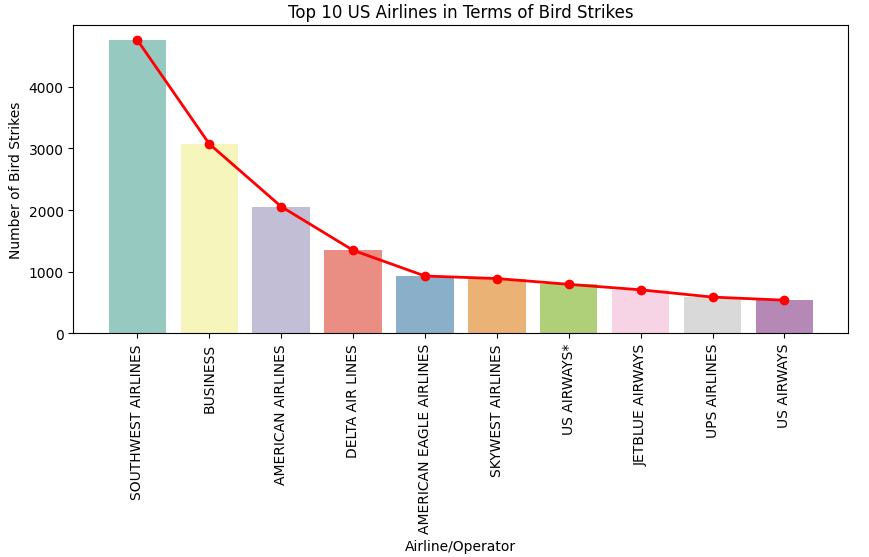 Top 10 US Airlines in Terms of Bird Strikes
Number of Bird Strikes
4000
3000
2000
1000
0
SOUTHWEST AIRLINES
BUSINESS
AMERICAN AIRLINES
DELTA AIR LINES
AMERICAN EAGLE AIRLINES
SKYWEST AIRLINES
US AIRWAYS*
JETBLUE AIRWAYS
UPS AIRLINES
US AIRWAYS
Airline/Operator